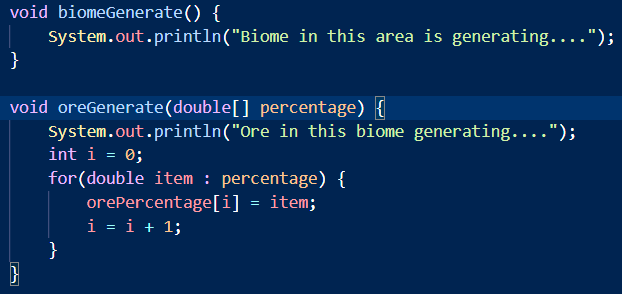 void biomeGenerate() {
    System.out.println("Biome in this area is generating....");
}

void oreGenerate(double[] percentage) {
    System.out.println("Ore in this biome generating....");
    int i = 0;
    for(double item : percentage) {
        orePercentage[i] = item;
        i = i + 1;
    }
}